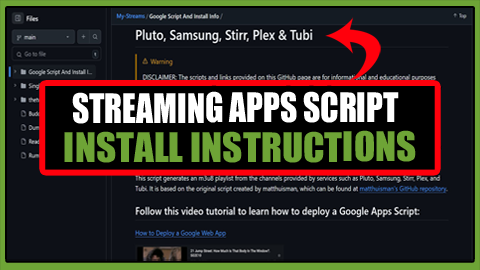 Files
main
Go to file
t
Google Script And Install I...
Sing
Bud
Dum
Read
Rum
My-Streams / Google Script And Install Info /
Top
Pluto, Samsung, Stirr, Plex & Tubi
Warning
DISCLAIMER: The scripts and links provided on this GitHub page are for informational and educational purposes
STREAMING APPS SCRIPT
INSTALL INSTRUCTIONS
This script generates an m3u8 playlist from the channels provided by services such as Pluto, Samsung, Stirr, Plex, and
Tubi. It is based on the original script created by matthuisman, which can be found at matthuisman's GitHub repository.
Follow this video tutorial to learn how to deploy a Google Apps Script:
How to Deploy a Google Web App
21 Jump Street: How Much Is That Body In The Window?